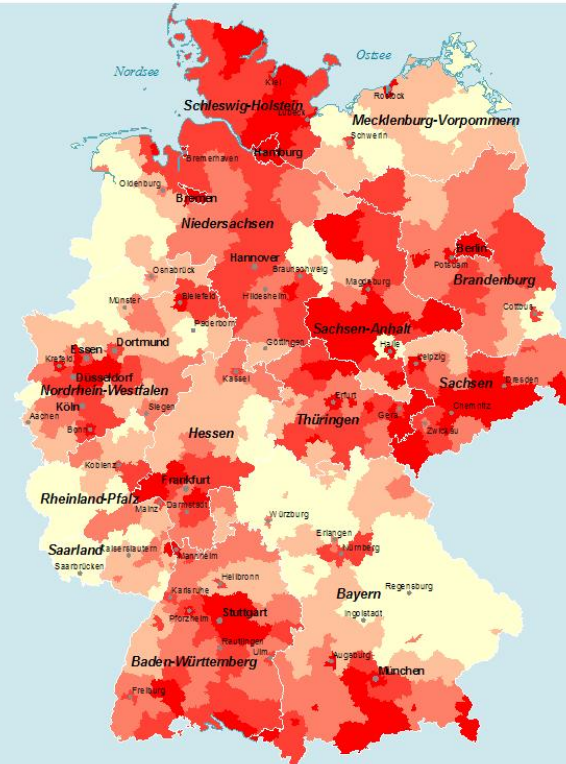 Ostsee
Nordsee
Kiel
Rostock
Schleswig-Holstein
Lübeck
Mecklenburg-Vorpommern
Schwerin
Hamburg
Bremerhaven
Oldenburg
Bremen
Niedersachsen
Berlin
Hannover
Potsdam
Osnabrück
Braunschweig
Brandenburg
Magdeburg
Münster
Bielefeld
Hildesheim
Cottbus
Paderborn
Sachsen-Anhalt
Dortmund
Göttingen
Halle
Essen
Krefeld
Leipzig
Kassel
Düsseldorf
Sachsen
Dresden
Nordrhein-Westfalen
Erfurt
Köln
Siegen
Gera
Chemnitz
Aachen
Thüringen
Bonn
Zwickau
Hessen
Koblenz
Frankfurt
Rheinland-Pfalz
Mainz
Darmstadt
Würzburg
Erlangen
Saarland
Kaiserslautern
Mannheim
Nürnberg
Saarbrücken
Heilbronn
Karlsruhe
Bayern
Regensburg
Pforzheim
Stuttgart
Ingolstadt
Reutlingen
Ulm
Augsburg
Baden-Württemberg
München
Freiburg